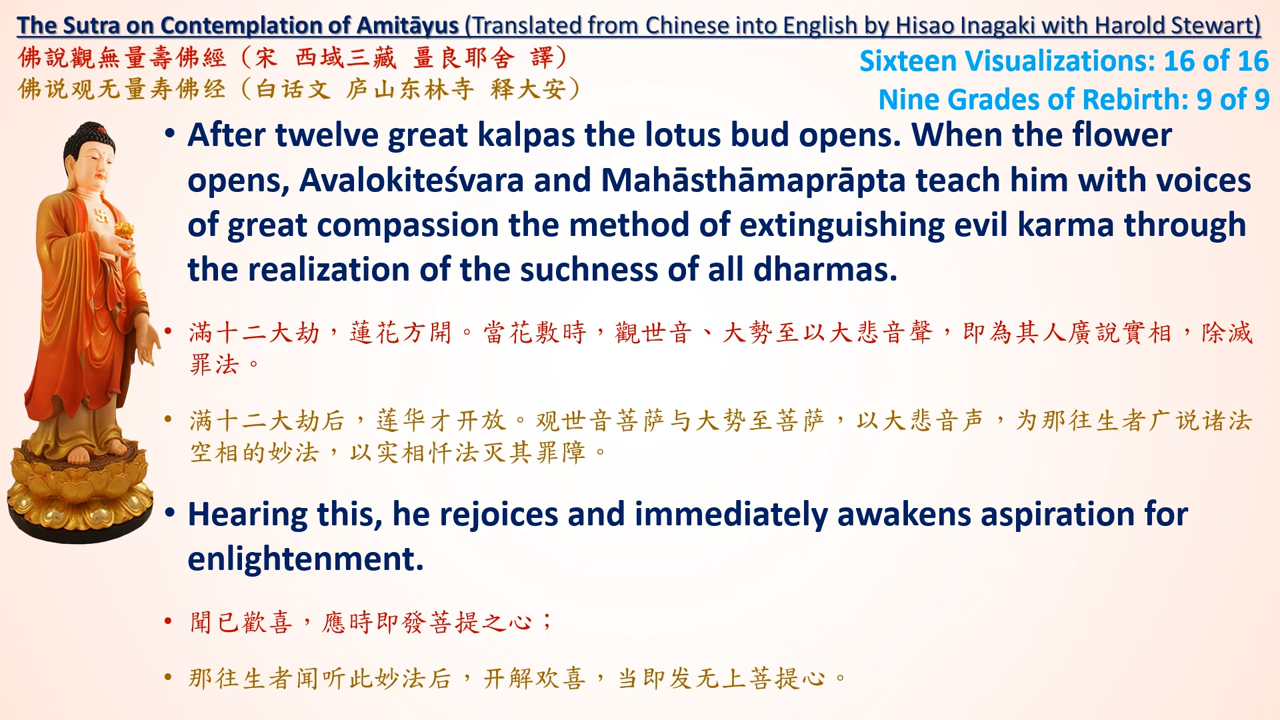 The Sutra on Contemplation of Amitāyus (Translated from Chinese into English by Hisao Inagaki with Harold Stewart)
佛說觀無量壽佛經（宋 西域三藏 畺良耶舍 譯）
佛说观无量寿佛经（白话文 庐山东林寺 释大安）
Sixteen Visualizations: 16 of 16
Nine Grades of Rebirth: 9 of 9
• After twelve great kalpas the lotus bud opens. When the flower
opens, Avalokiteśvara and Mahāsthāmaprāpta teach him with voices
of great compassion the method of extinguishing evil karma through
the realization of the suchness of all dharmas.
• 滿十二大劫，蓮花方開。當花敷時，觀世音、大勢至以大悲音聲，即為其人廣說實相，除滅
罪法。
• 满十二大劫后，莲华才开放。观世音菩萨与大势至菩萨，以大悲音声，为那往生者广说诸法
空相的妙法，以实相忏法灭其罪障。
• Hearing this, he rejoices and immediately awakens aspiration for
enlightenment.
• 聞已歡喜，應時即發菩提之心；
• 那往生者闻听此妙法后，开解欢喜，当即发无上菩提心。